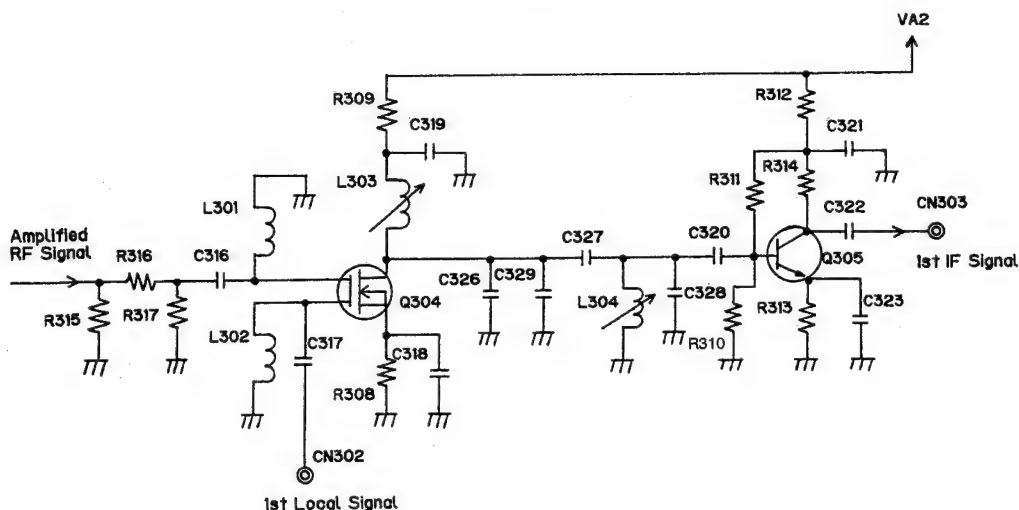 VA2
R309
R312
C319
C321
L303
R311
R314
L301
C322
CN303
Amplified
RF Signal
R316
C316
C327
C320
1st IF Signal
Q305
Q304
C326
C329
L304
C328
R315
R317
L302
C317
C318
R313
C323
R310
R308
CN302
1st Local Signal